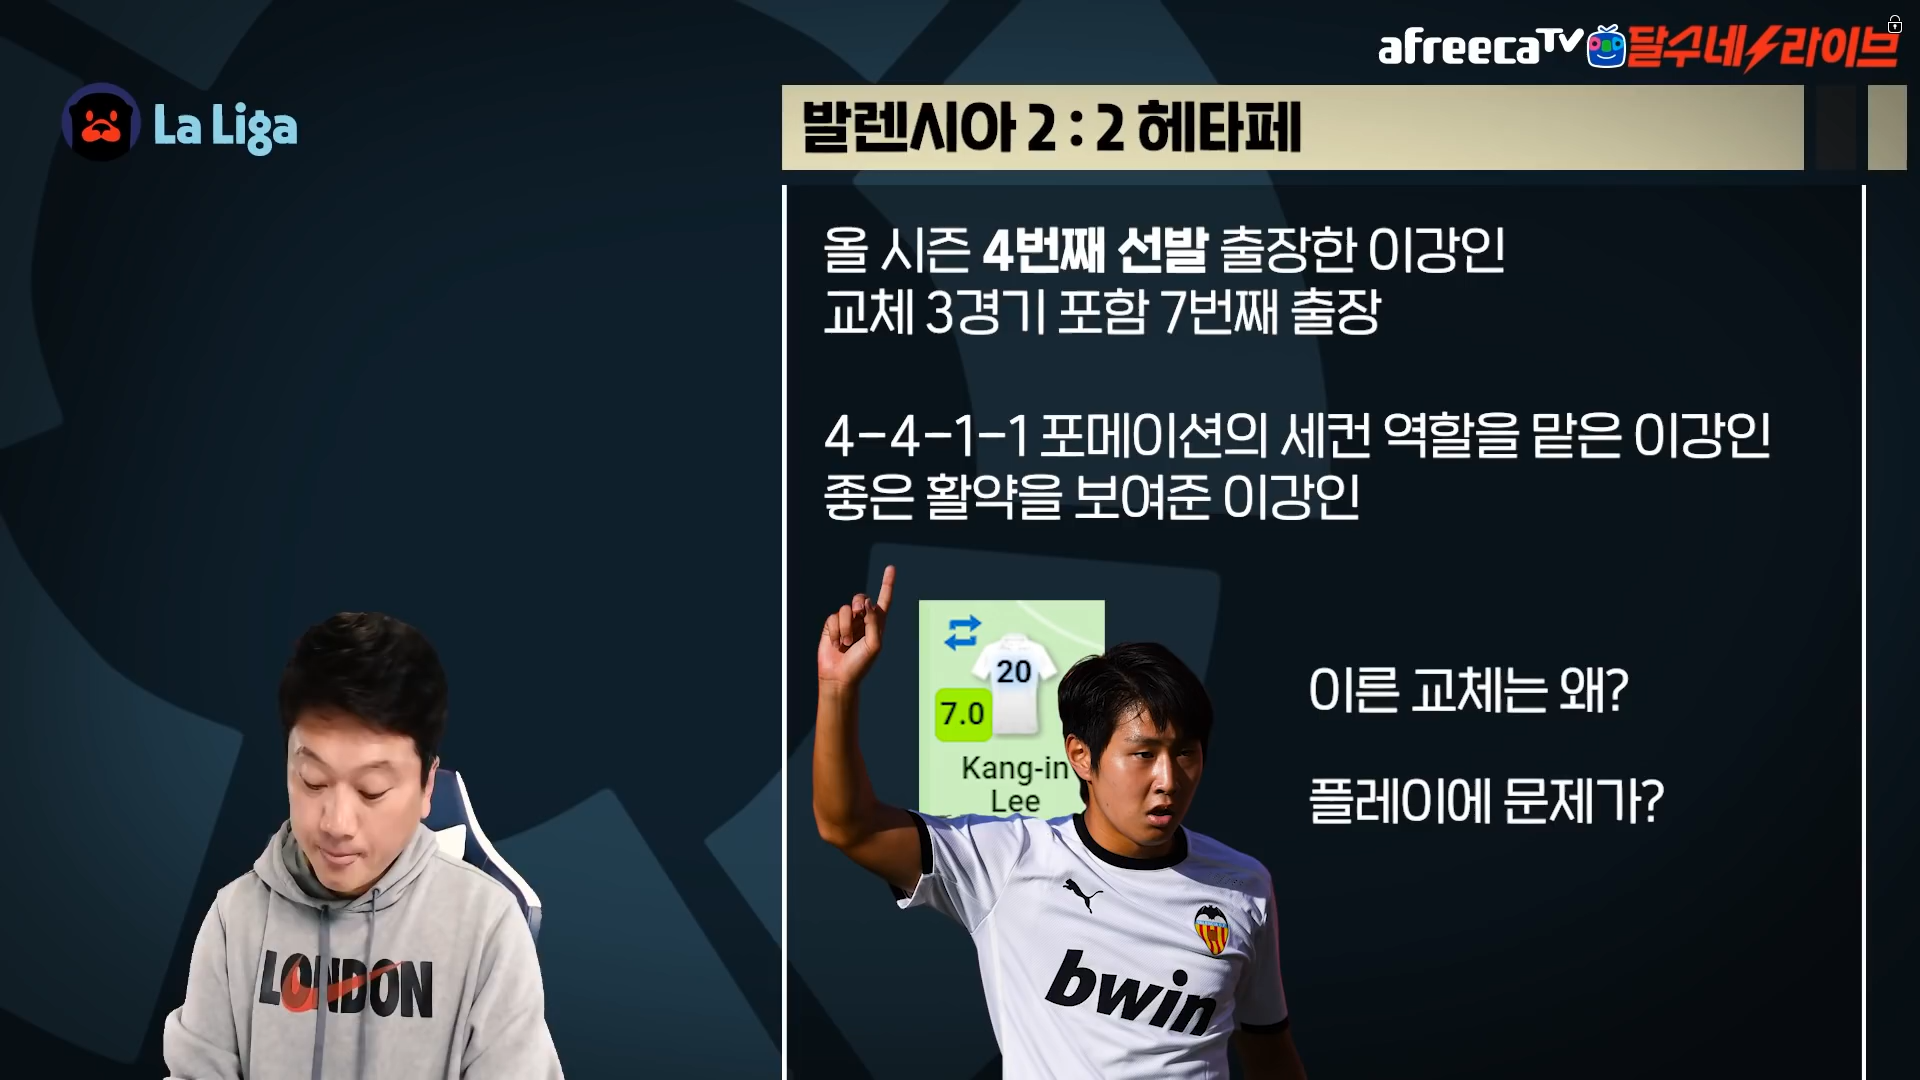 afreecaTV 달수네라이브
La Liga
발렌시아 2 : 2 헤타페
올 시즌 4번째 선발 출장한 이강인
교체 3경기 포함 7번째 출장
4-4-1-1 포메이션의 세컨 역할을 맡은 이강인
좋은 활약을 보여준 이강인
20
7.0
Kang-in
Lee
이른 교체는 왜?
플레이에 문제가?
LONDON
bwin